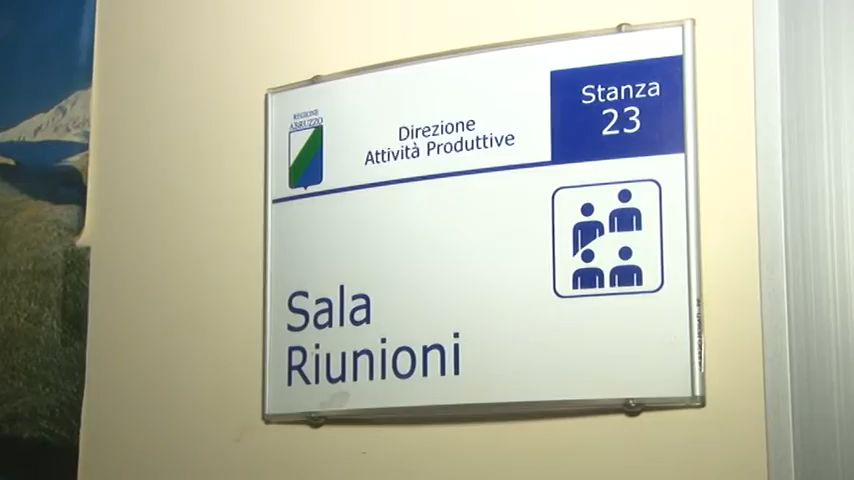 REGIONE
ABRUZZO
Direzione
Attività Produttive
Stanza
23
Sala
Riunioni